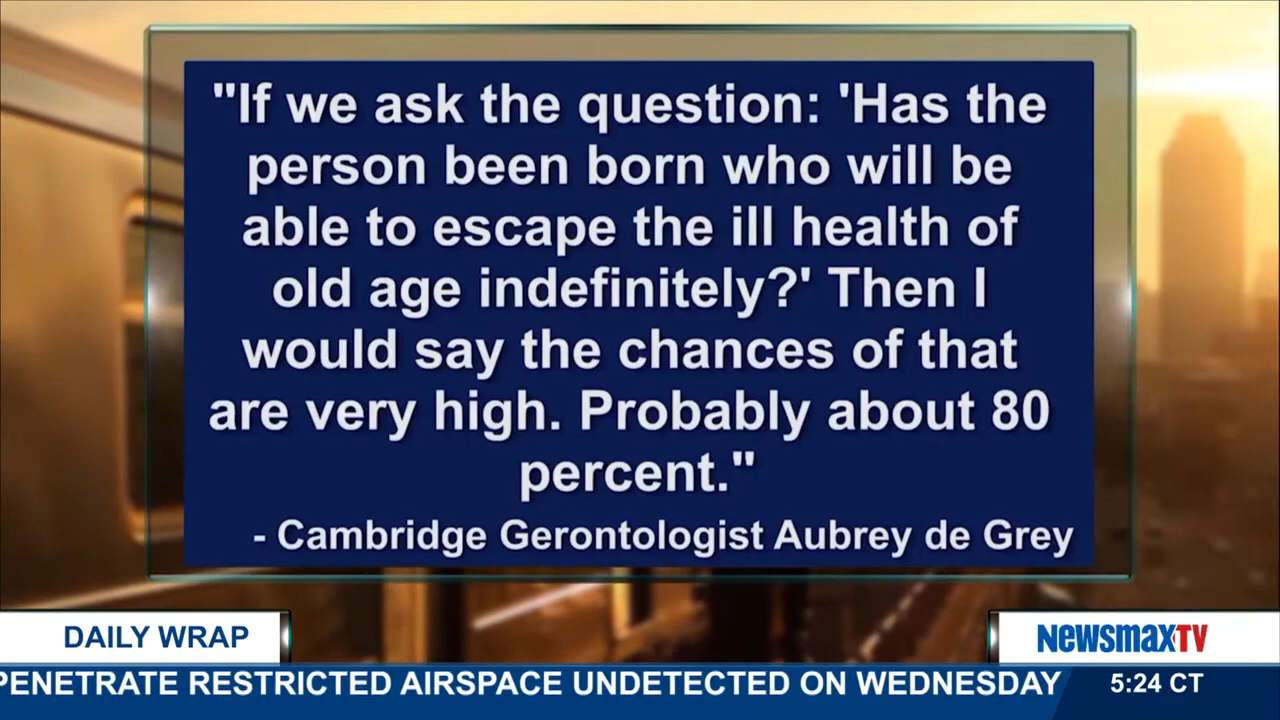 "If we ask the question: 'Has the
person been born who will be
able to escape the ill health of
old age indefinitely?' Then I
would say the chances of that
are very high. Probably about 80
percent."
- Cambridge Gerontologist Aubrey de Grey
DAILY WRAP
NEWSMAXTV
PENETRATE RESTRICTED AIRSPACE UNDETECTED ON WEDNESDAY
5:24 CT